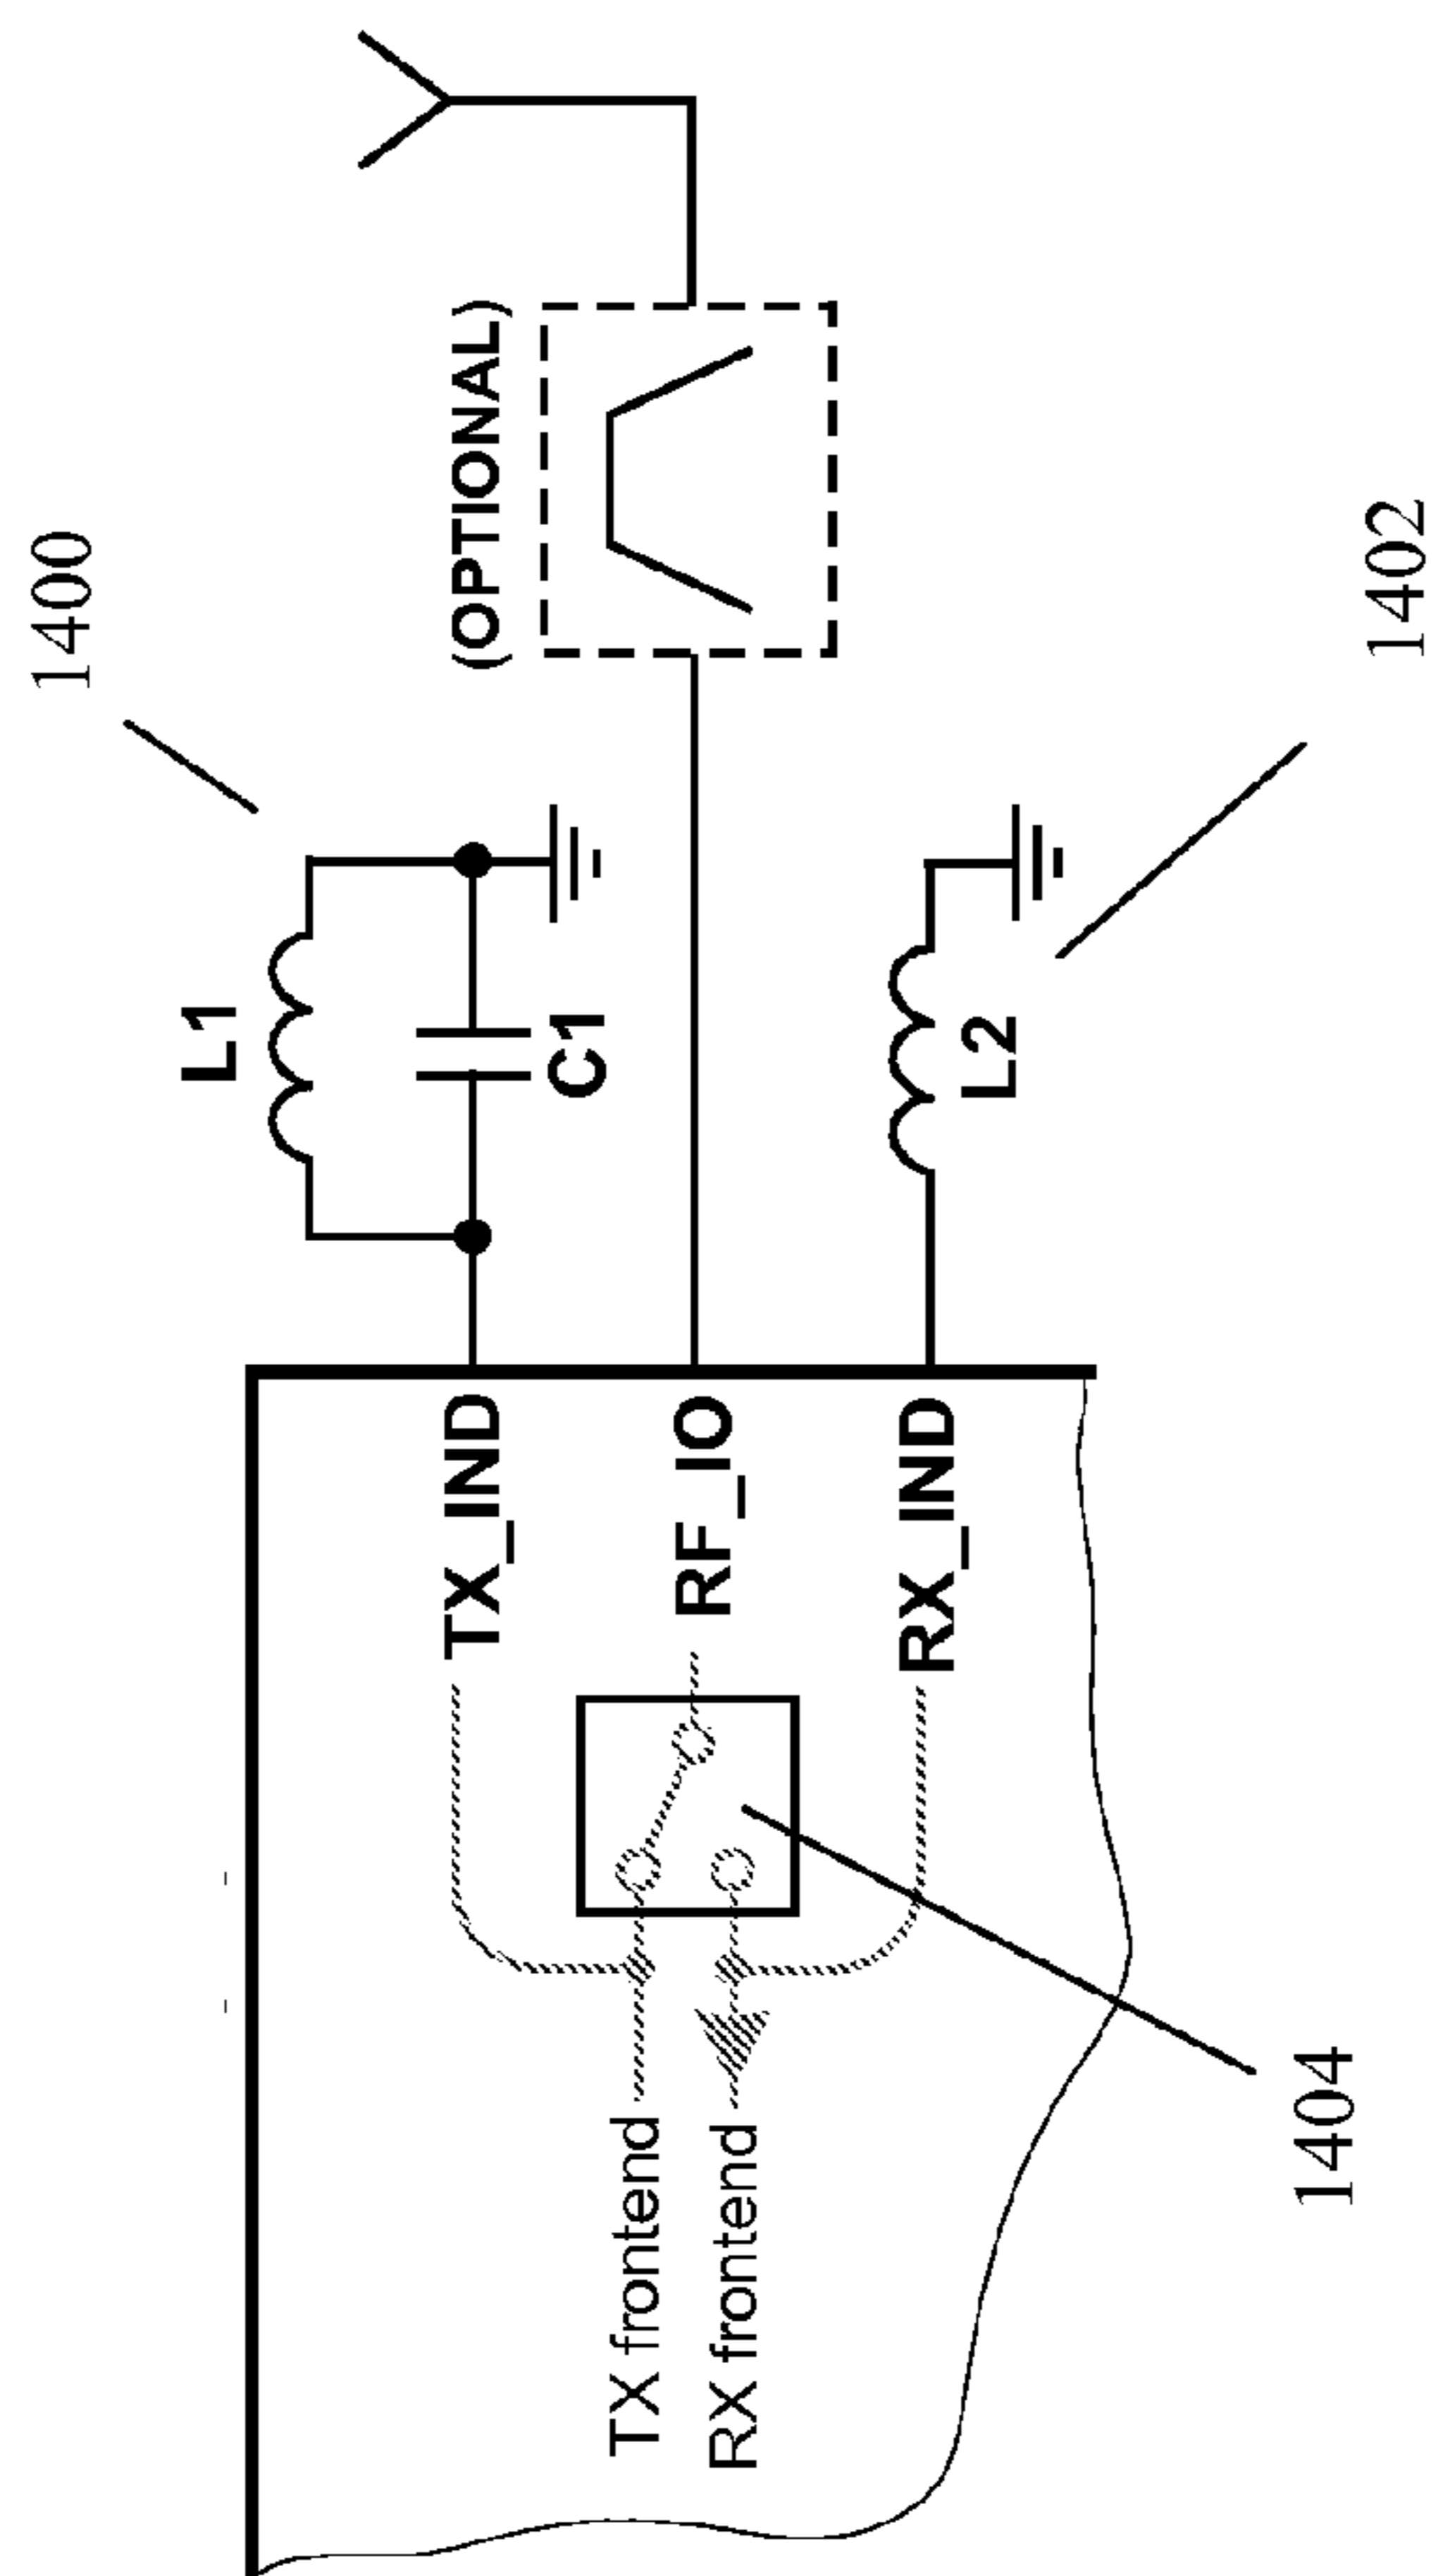 1400
L1
C1
(OPTIONAL)
TX_IND
RF_IO
RX_IND
L2
1402
TX frontend
RX frontend
1404